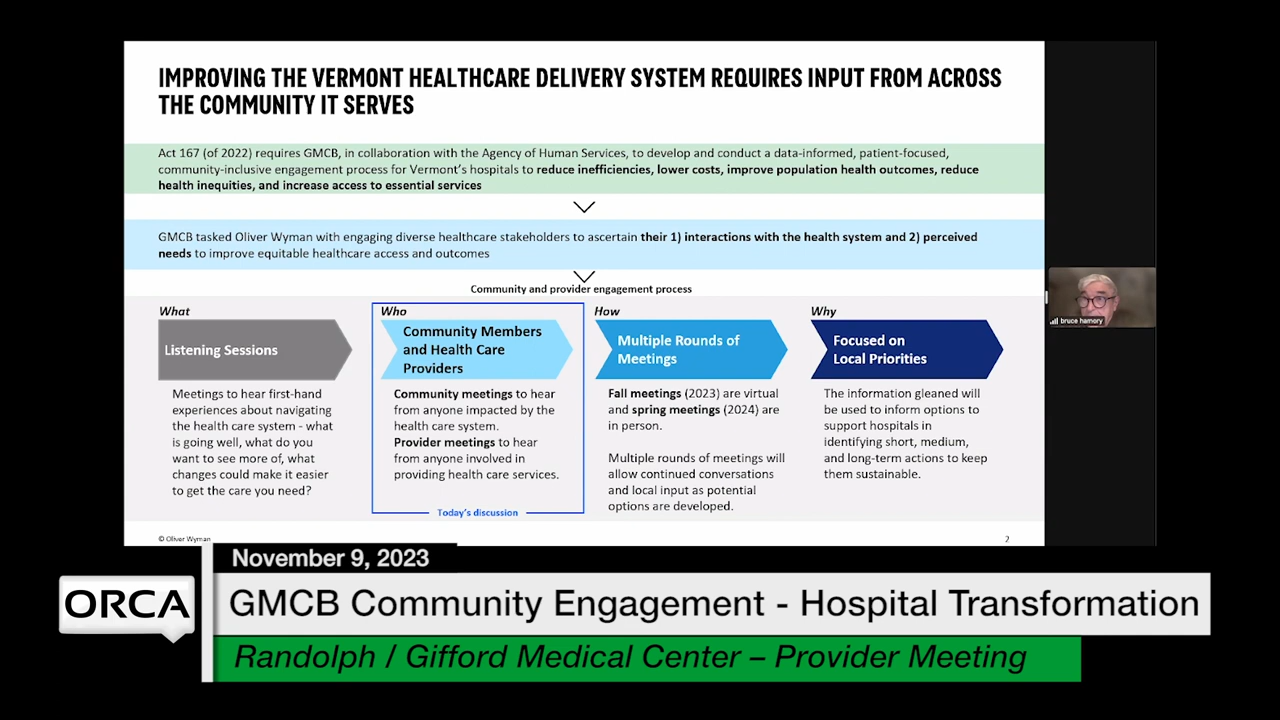 IMPROVING THE VERMONT HEALTHCARE DELIVERY SYSTEM REQUIRES INPUT FROM ACROSS
THE COMMUNITY IT SERVES
Act 167 (of 2022) requires GMCB, in collaboration with the Agency of Human Services, to develop and conduct a data-informed, patient-focused,
community-inclusive engagement process for Vermont's hospitals to reduce inefficiencies, lower costs, improve population health outcomes, reduce
health inequities, and increase access to essential services
GMCB tasked Oliver Wyman with engaging diverse healthcare stakeholders to ascertain their 1) interactions with the health system and 2) perceived
needs to improve equitable healthcare access and outcomes
Community and provider engagement process
What
Listening Sessions
Meetings to hear first-hand
experiences about navigating
the health care system - what
is going well, what do you
want to see more of, what
changes could make it easier
to get the care you need?
Who
Community Members
and Health Care
Providers
Community meetings to hear
from anyone impacted by the
health care system.
Provider meetings to hear
from anyone involved in
providing health care services.
Today's discussion
How
Multiple Rounds of
Meetings
Fall meetings (2023) are virtual
and spring meetings (2024) are
in person.
Multiple rounds of meetings will
allow continued conversations
and local input as potential
options are developed.
Why
Focused on
Local Priorities
The information gleaned will
be used to inform options to
support hospitals in
identifying short, medium,
and long-term actions to keep
them sustainable.
© Oliver Wyman
2
bruce hamory
November 9, 2023
ORCA
GMCB Community Engagement - Hospital Transformation
Randolph / Gifford Medical Center – Provider Meeting